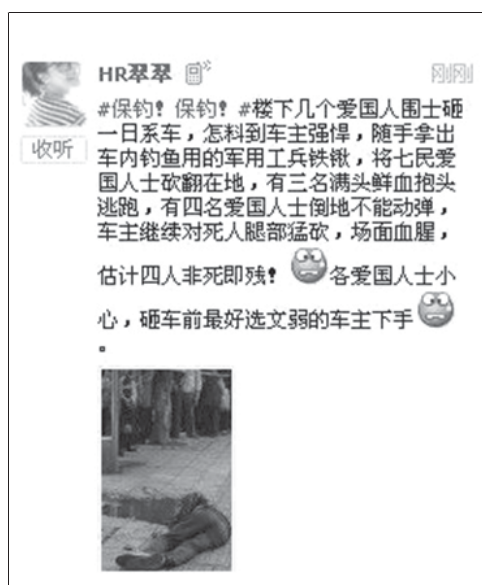 HR翠翠
刚刚
收听
#保钓! 保钓! #楼下几个爱国人围士砸
一日系车，怎料到车主强悍，随手拿出
车内钓鱼用的军用工兵铁锹，将七民爱
国人士砍翻在地，有三名满头鲜血抱头
逃跑，有四名爱国人士倒地不能动弹，
车主继续对死人腿部猛砍，场面血腥，
估计四人非死即残! 各爱国人士小
心，砸车前最好选文弱的车主下手
。